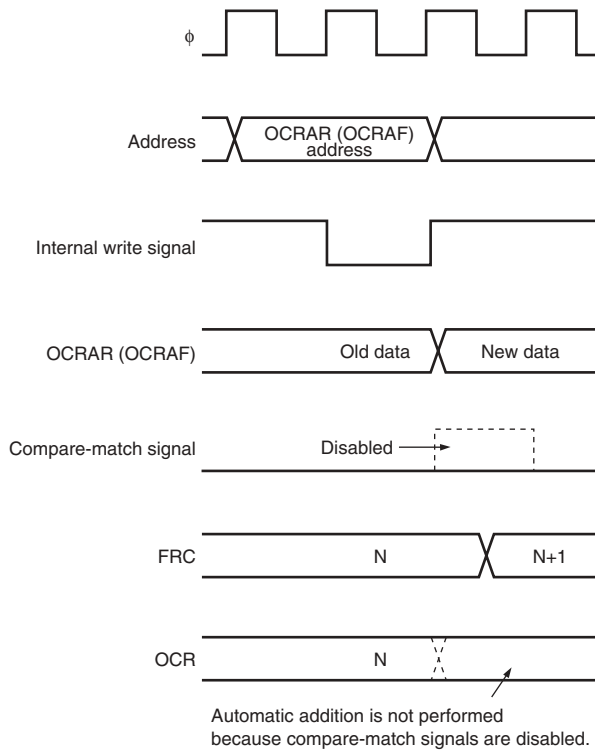 ϕ
Address
OCRAR (OCRAF)
address
Internal write signal
OCRAR (OCRAF)
Old data
New data
Compare-match signal
Disabled
FRC
N
N+1
OCR
N
Automatic addition is not performed
because compare-match signals are disabled.